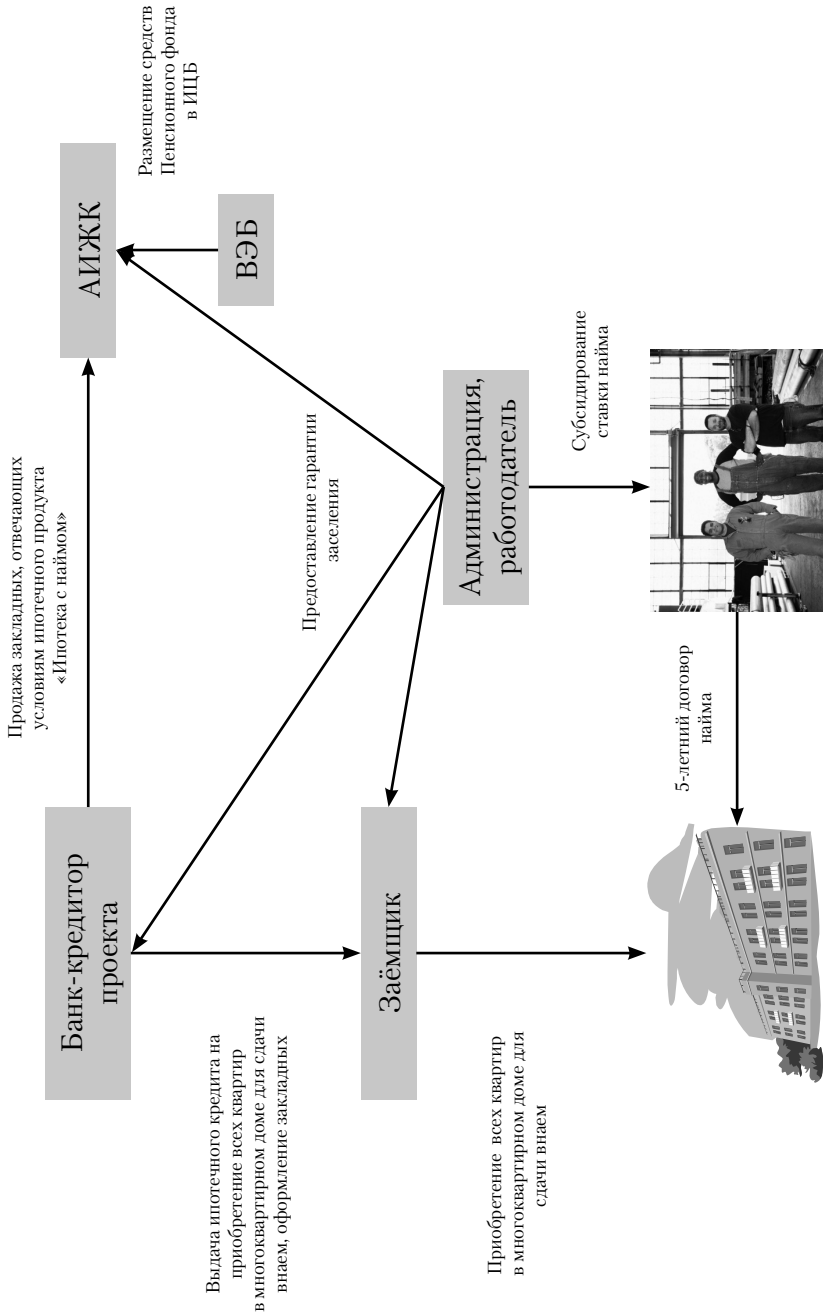 Продажа закладных, отвечающих
условиям ипотечного продукта
«Ипотека с наймом»
Банк-кредитор
проекта
АИЖК
Размещение средств
Пенсионного фонда
в ИЦБ
ВЭБ
Выдача ипотечного кредита на
приобретение всех квартир
в многоквартирном доме для сдачи
внаем, оформление закладных
Предоставление гарантии
заселения
Заёмщик
Администрация,
работодатель
Приобретение всех квартир
в многоквартирном доме для
сдачи внаем
Субсидирование
ставки найма
5-летний договор
найма